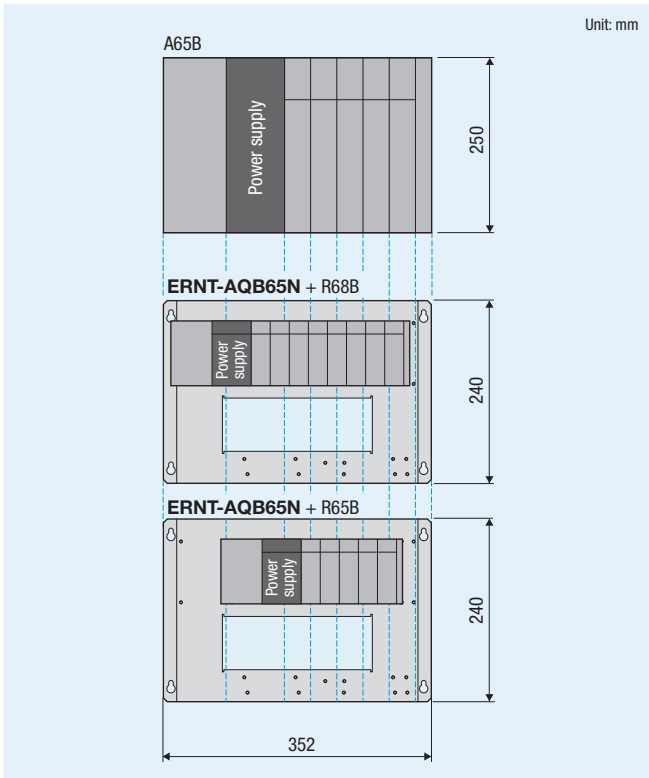 Unit: mm
A65B
Power supply
250
ERNT-AQB65N + R68B
Power
supply
240
ERNT-AQB65N + R65B
Power
supply
240
352